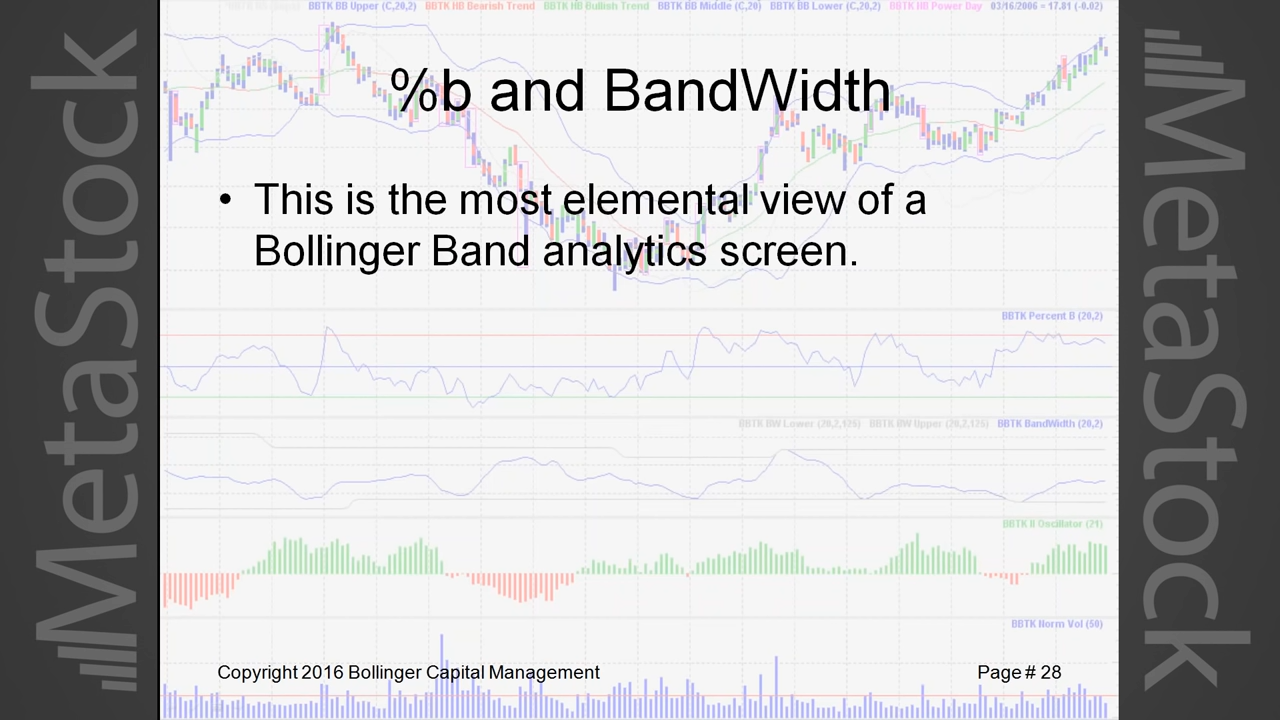 BBTK BB Upper (C,20,2) BBTK HB Bearish Trend BBTK HB Bullish Trend BBTK BB Middle (C,20) BBTK BB Lower (C,20,2) BBTK HB Power Day 03/16/2006 = 17.81 (-0.02)
%b and BandWidth
• This is the most elemental view of a
Bollinger Band analytics screen.
BBTK Percent B (20,2)
BBTK BW Lower (20,2,125) BBTK BW Upper (20,2,125) BBTK BandWidth (20,2)
BBTK II Oscillator (21)
BBTK Norm Vol (50)
Copyright 2016 Bollinger Capital Management
Page # 28
MetaStock
MetaStock